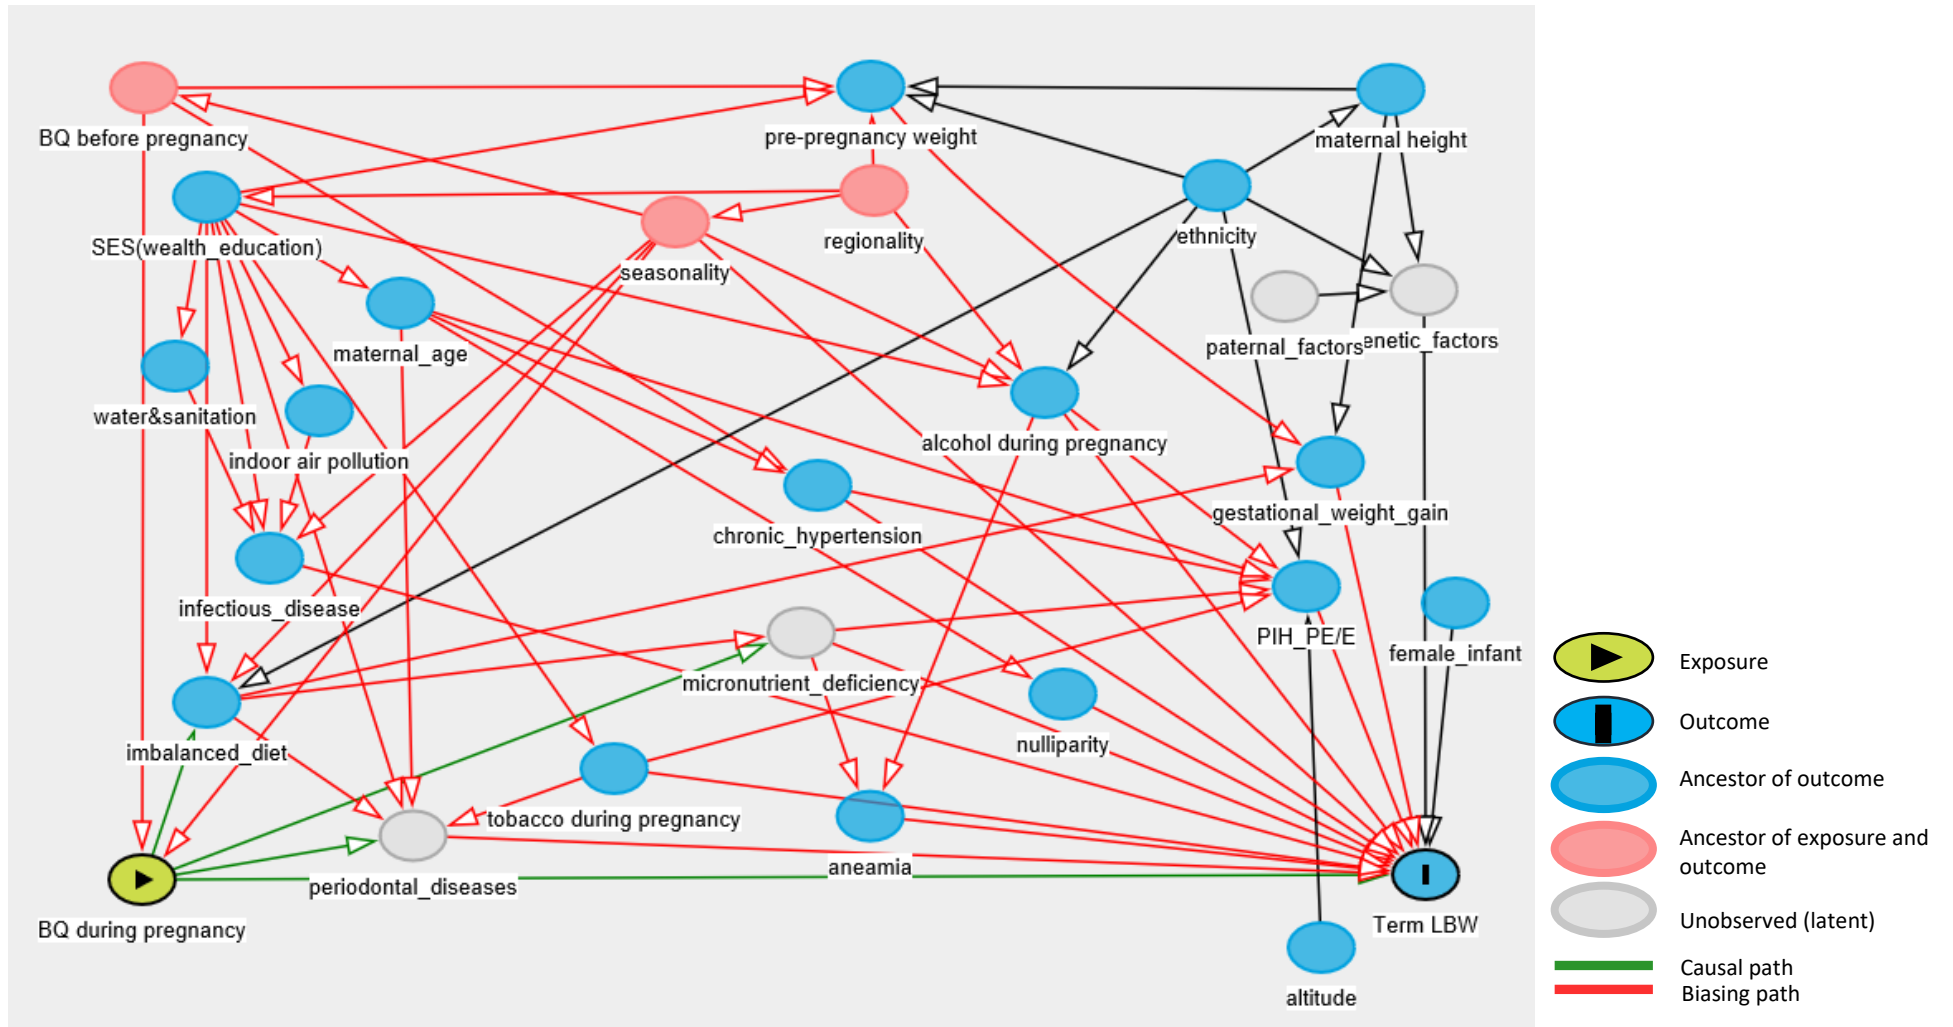 BQ before pregnancy
pre-pregnancy weight
maternal height
SES(wealth_education)
seasonality
regionality
ethnicity
maternal_age
paternal_factors
enetic_factors
water&sanitation
indoor air pollution
alcohol during pregnancy
chronic_hypertension
gestational_weight_gain
infectious_disease
PIH_PE/E
female_infant
micronutrient_deficiency
imbalanced_diet
nulliparity
tobacco during pregnancy
aneamia
periodontal_diseases
BQ during pregnancy
Term LBW
altitude
Exposure
Outcome
Ancestor of outcome
Ancestor of exposure and
outcome
Unobserved (latent)
Causal path
Biasing path